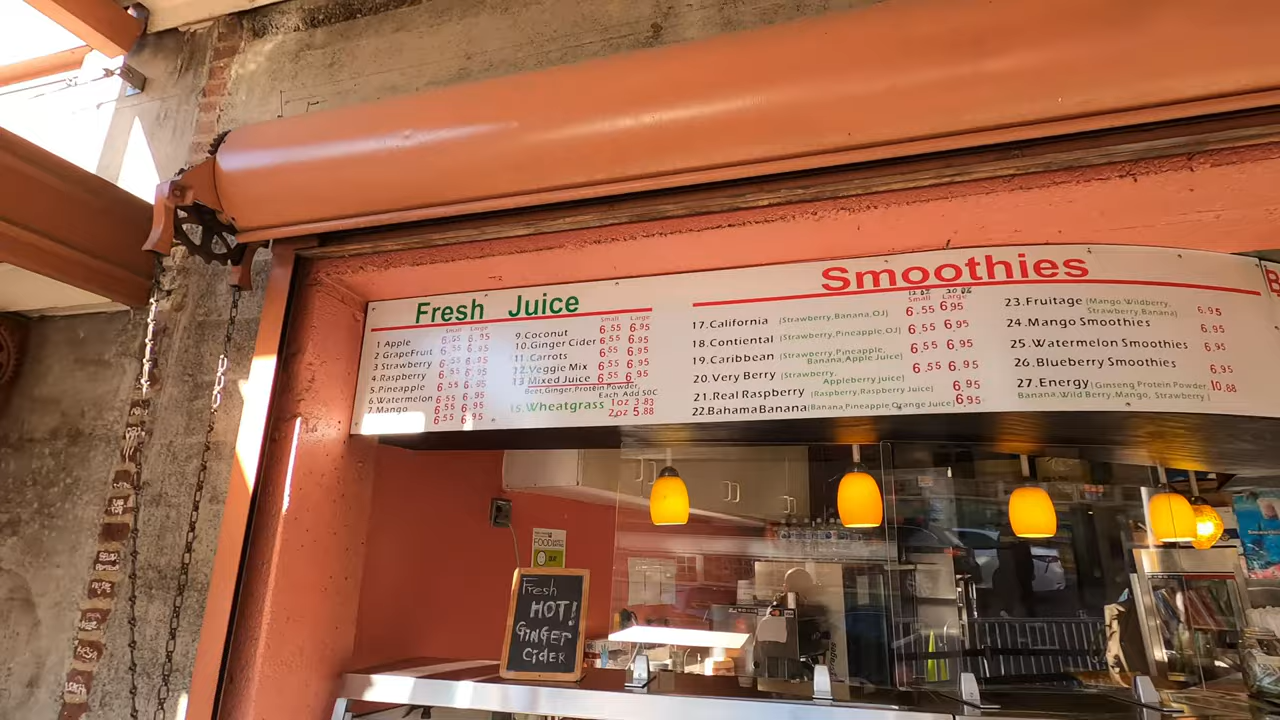 Fresh Juice
Small Large
1 Apple 6.55 6.95
2 GrapeFruit 6.55 6.95
3 Strawberry 6.55 6.95
4.Raspberry 6.55 6.95
5.Pineapple 6.55 6.95
6.Watermelon 6.55 6.95
7.Mango 6.55 6.95
Small Large
9.Coconut 6.55 6.95
10.Ginger Cider 6.55 6.95
11.Carrots 6.55 6.95
12.Veggie Mix 6.55 6.95
13 Mixed Juice 6.55 6.95
Beet,Ginger,Protein Powder,
Each Add 50C
15.Wheatgrass 1oz 3.83
2oz 5.88
Smoothies
12 oz 20 oz
Small Large
17.California (Strawberry,Banana,OJ) 6.55 6.95
18.Contiental (Strawberry,Pineapple,OJ) 6.55 6.95
19.Caribbean (Strawberry,Pineapple,
Banana,Apple Juice) 6.55 6.95
20.Very Berry (Strawberry,
Appleberry juice) 6.55 6.95
21.Real Raspberry (Raspberry,Raspberry Juice) 6.95
22.BahamaBanana(Banana,Pineapple Orange Juice) 6.95
23.Fruitage (Mango,Wildberry,
Strawberry,Banana) 6.95
24.Mango Smoothies 6.95
25.Watermelon Smoothies 6.95
26.Blueberry Smoothies 6.95
27.Energy (Ginseng Protein Powder, 10.88
Banana,Wild Berry,Mango, Strawberry)
B
FOOD
Fresh
HOT!
GINGER
CIDER